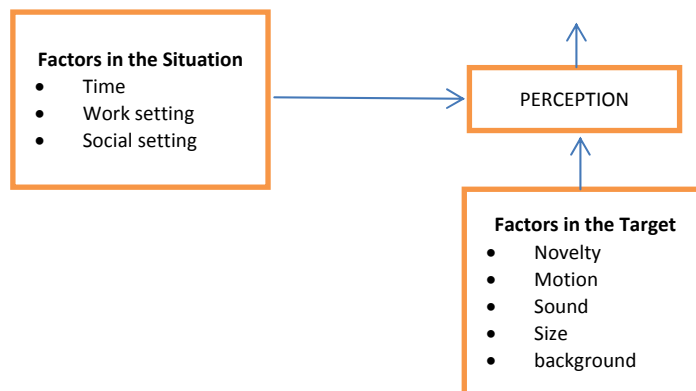 Factors in the Situation
• Time
• Work setting
• Social setting
PERCEPTION
Factors in the Target
• Novelty
• Motion
• Sound
• Size
• background